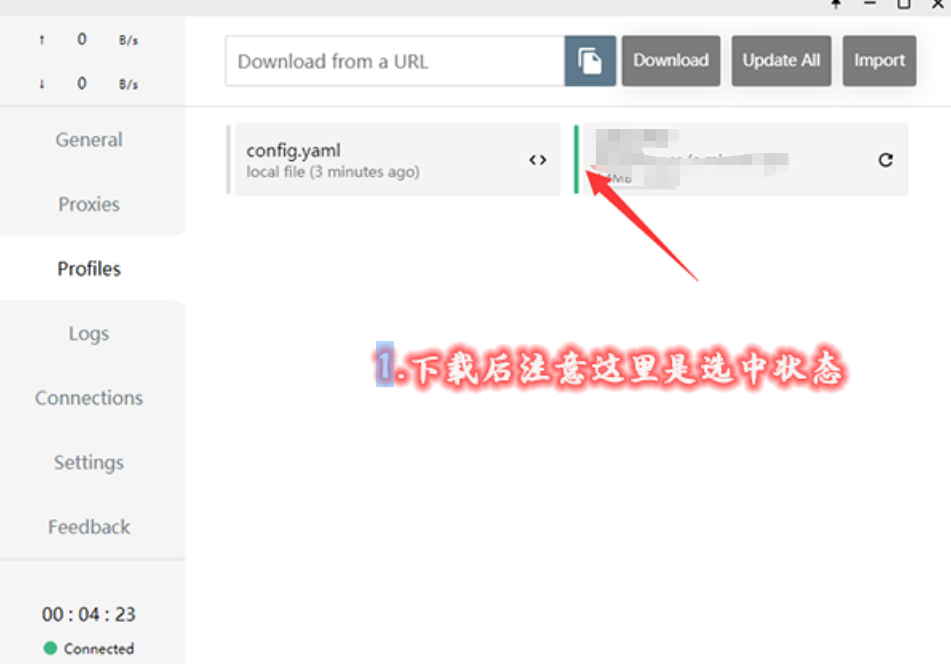 ↑ 0 B/s
↓ 0 B/s
General
Proxies
Profiles
Logs
Connections
Settings
Feedback
00 : 04 : 23
Connected
Download from a URL
Download
Update All
Import
config.yaml
local file (3 minutes ago)
MB
1.下载后注意这里是选中状态